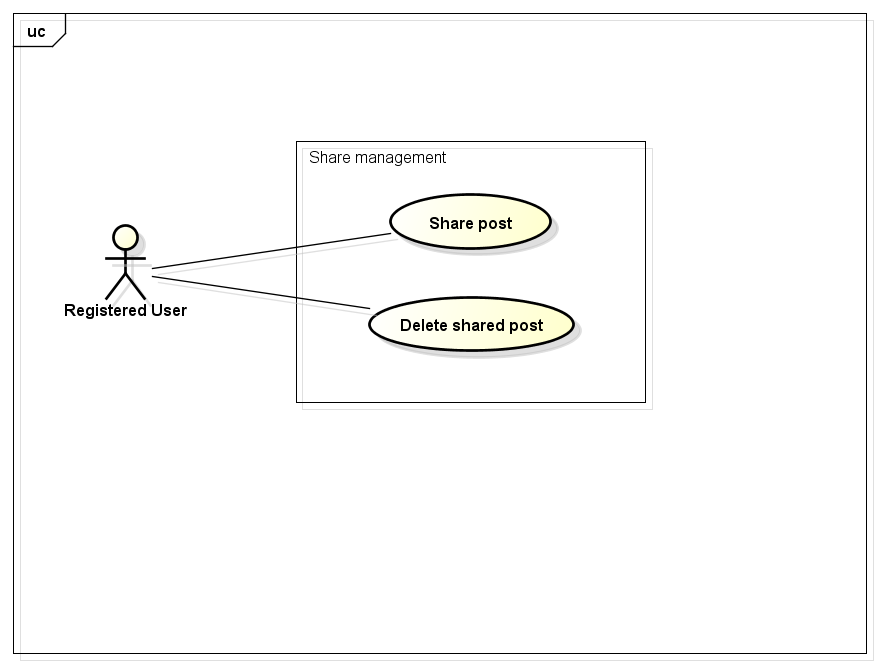 uc
Share management
Share post
Registered User
Delete shared post